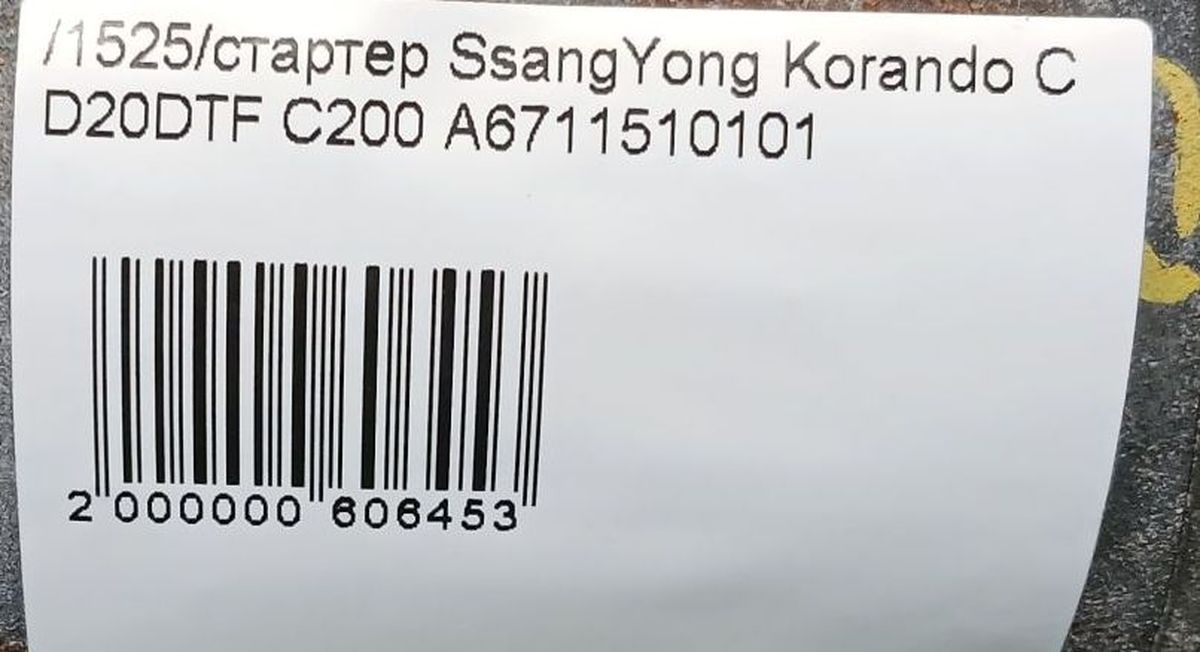 /1525/стартер SsangYong Korando C
D20DTF C200 A6711510101
2 000000 606453